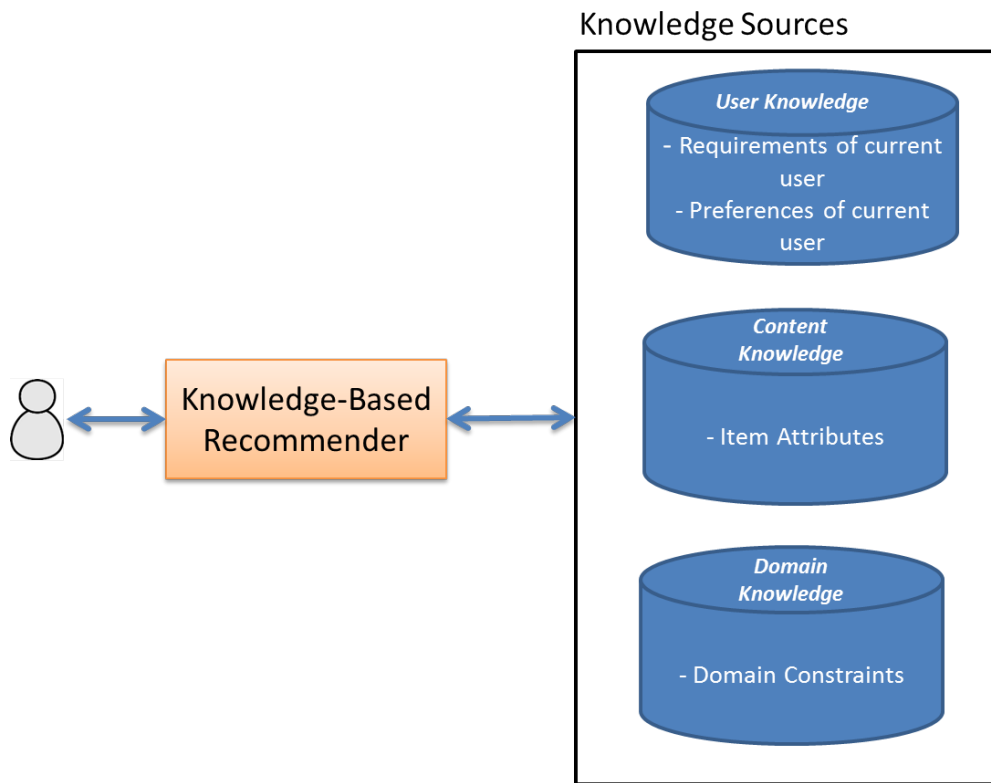 Knowledge Sources
User Knowledge
- Requirements of current
user
- Preferences of current
user
Content
Knowledge
- Item Attributes
Knowledge-Based
Recommender
Domain
Knowledge
- Domain Constraints